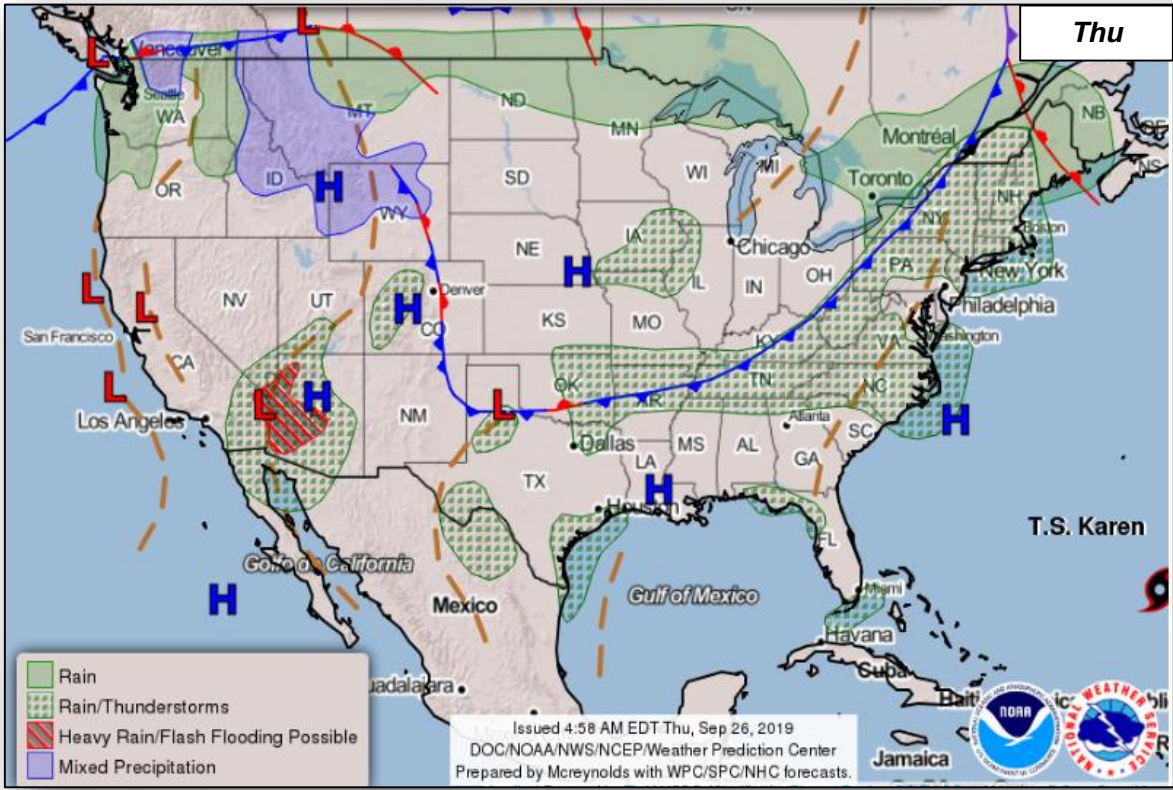 Thu
Vancouver
Seattle
WA
MT
ND
MN
Montréal
NB
NS
OR
ID
WY
SD
WI
MI
Toronto
NY
NH
Boston
NV
UT
Denver
CO
NE
IA
Chicago
IL
IN
OH
PA
New York
Philadelphia
San Francisco
CA
KS
MO
KY
VA
Washington
Los Angeles
NM
OK
AR
TN
NC
Dallas
TX
LA
MS
AL
Atlanta
GA
SC
Houston
FL
T.S. Karen
Golfo de California
Mexico
Gulf of Mexico
Miami
Havana
Cuba
Jamaica
L
L
L
L
L
L
L
H
H
H
H
H
H
H
Rain
Rain/Thunderstorms
Heavy Rain/Flash Flooding Possible
Mixed Precipitation
Issued 4:58 AM EDT Thu, Sep 26, 2019
DOC/NOAA/NWS/NCEP/Weather Prediction Center
Prepared by Mcreynolds with WPC/SPC/NHC forecasts.
NOAA
NATIONAL WEATHER SERVICE